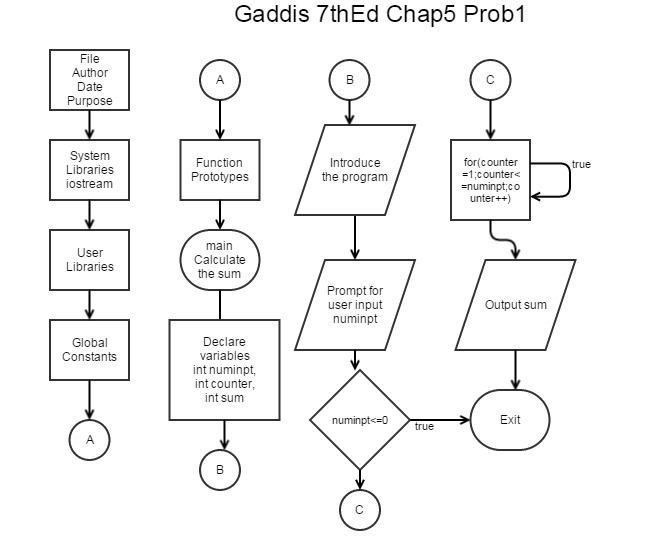 Gaddis 7thEd Chap5 Prob1
File
Author
Date
Purpose
System
Libraries
iostream
User
Libraries
Global
Constants
A
A
Function
Prototypes
main
Calculate
the sum
Declare
variables
int numinpt,
int counter,
int sum
B
B
Introduce
the program
Prompt for
user input
numinpt
numinpt<=0
true
C
C
for(counter
=1;counter<
=numinpt;co
unter++)
true
Output sum
Exit